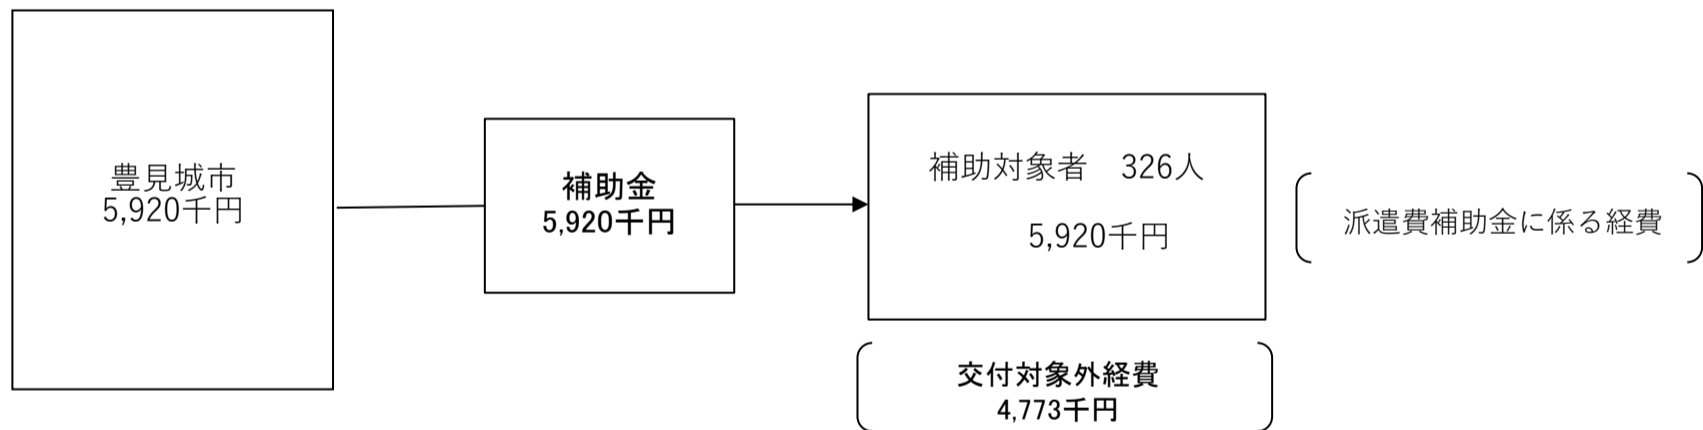 豊見城市
5,920千円
補助金
5,920千円
補助対象者　326人
5,920千円
派遣費補助金に係る経費
交付対象外経費
4,773千円